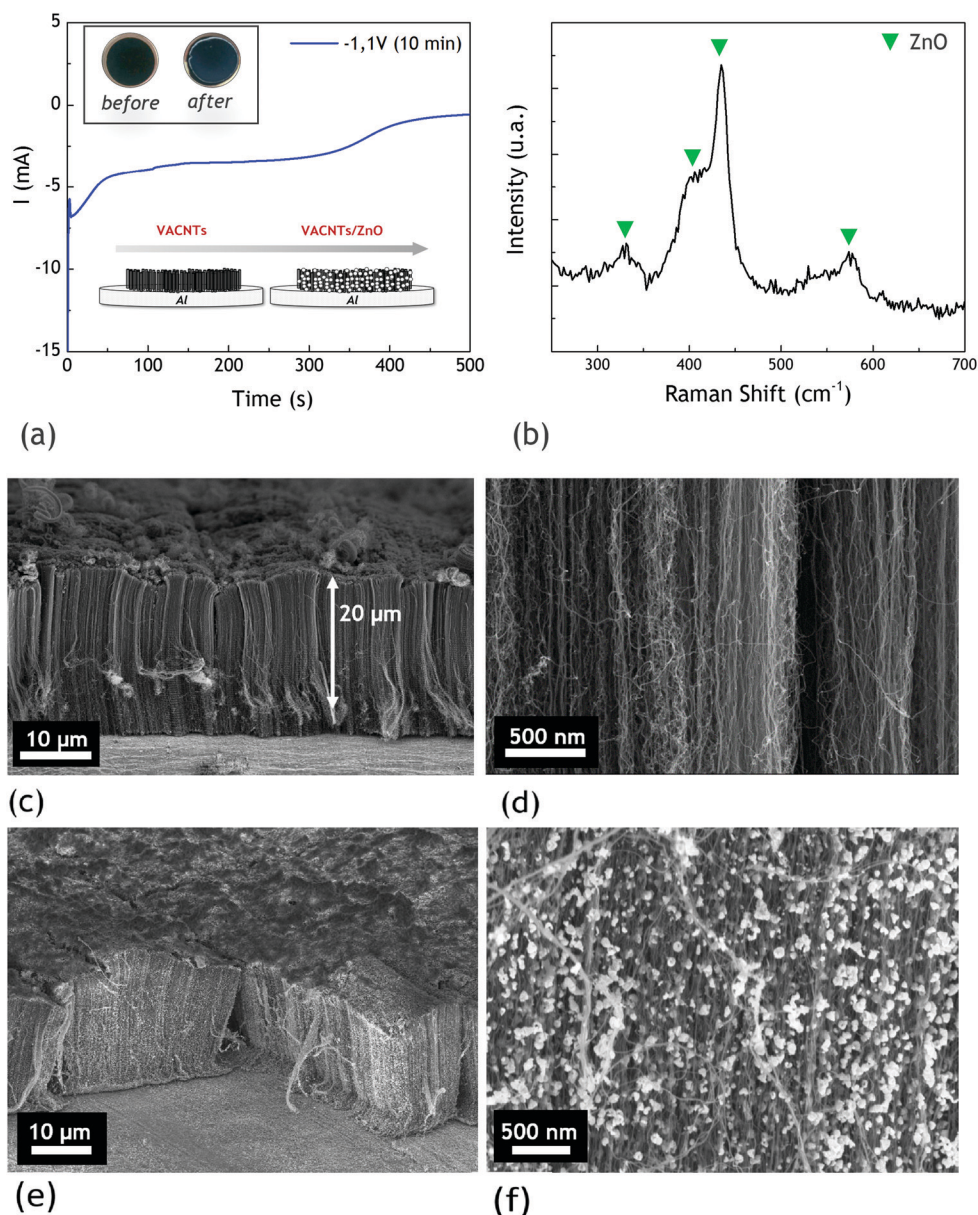 before
after
-1,1V (10 min)
I (mA)
0
-5
-10
-15
VACNTs
VACNTs/ZnO
Al
Al
0
100
200
300
400
500
Time (s)
(a)
ZnO
Intensity (u.a.)
300
400
500
600
700
Raman Shift (cm-1)
(b)
20 µm
10 µm
(c)
500 nm
(d)
10 µm
(e)
500 nm
(f)